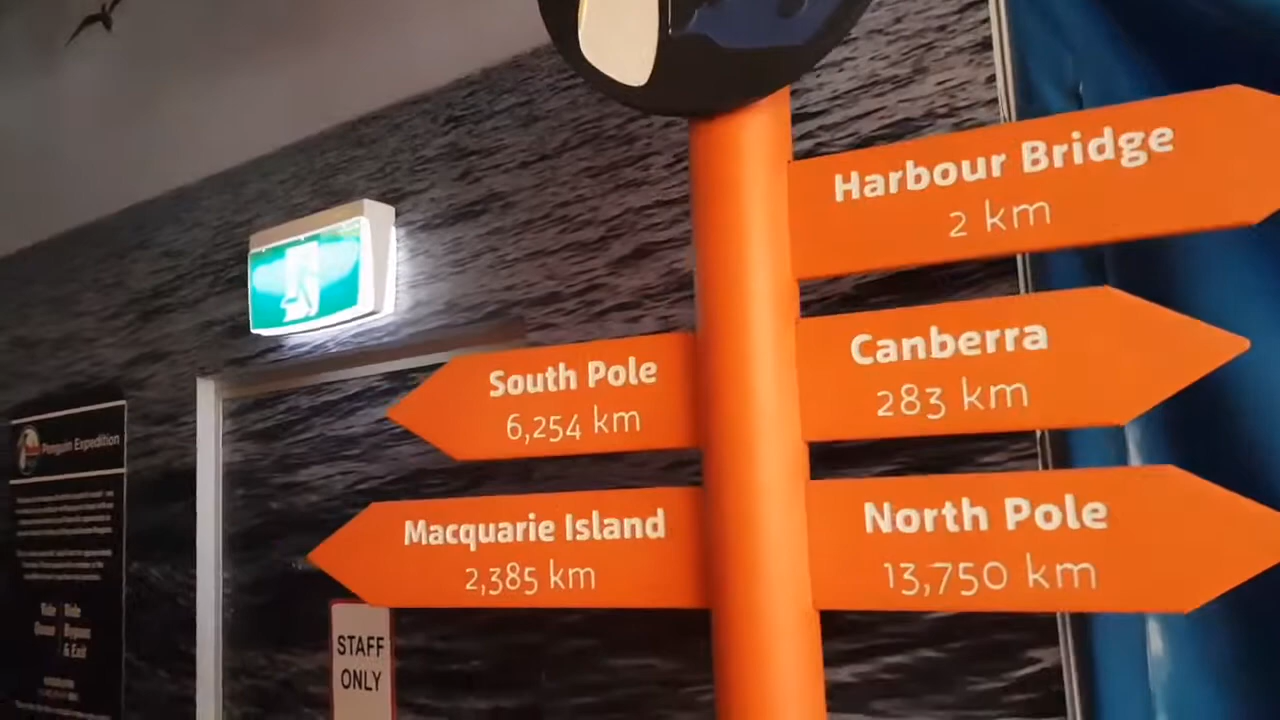 Harbour Bridge
2 km
Canberra
283 km
South Pole
6,254 km
North Pole
13,750 km
Macquarie Island
2,385 km
STAFF
ONLY
Penguin Expedition
& Exit